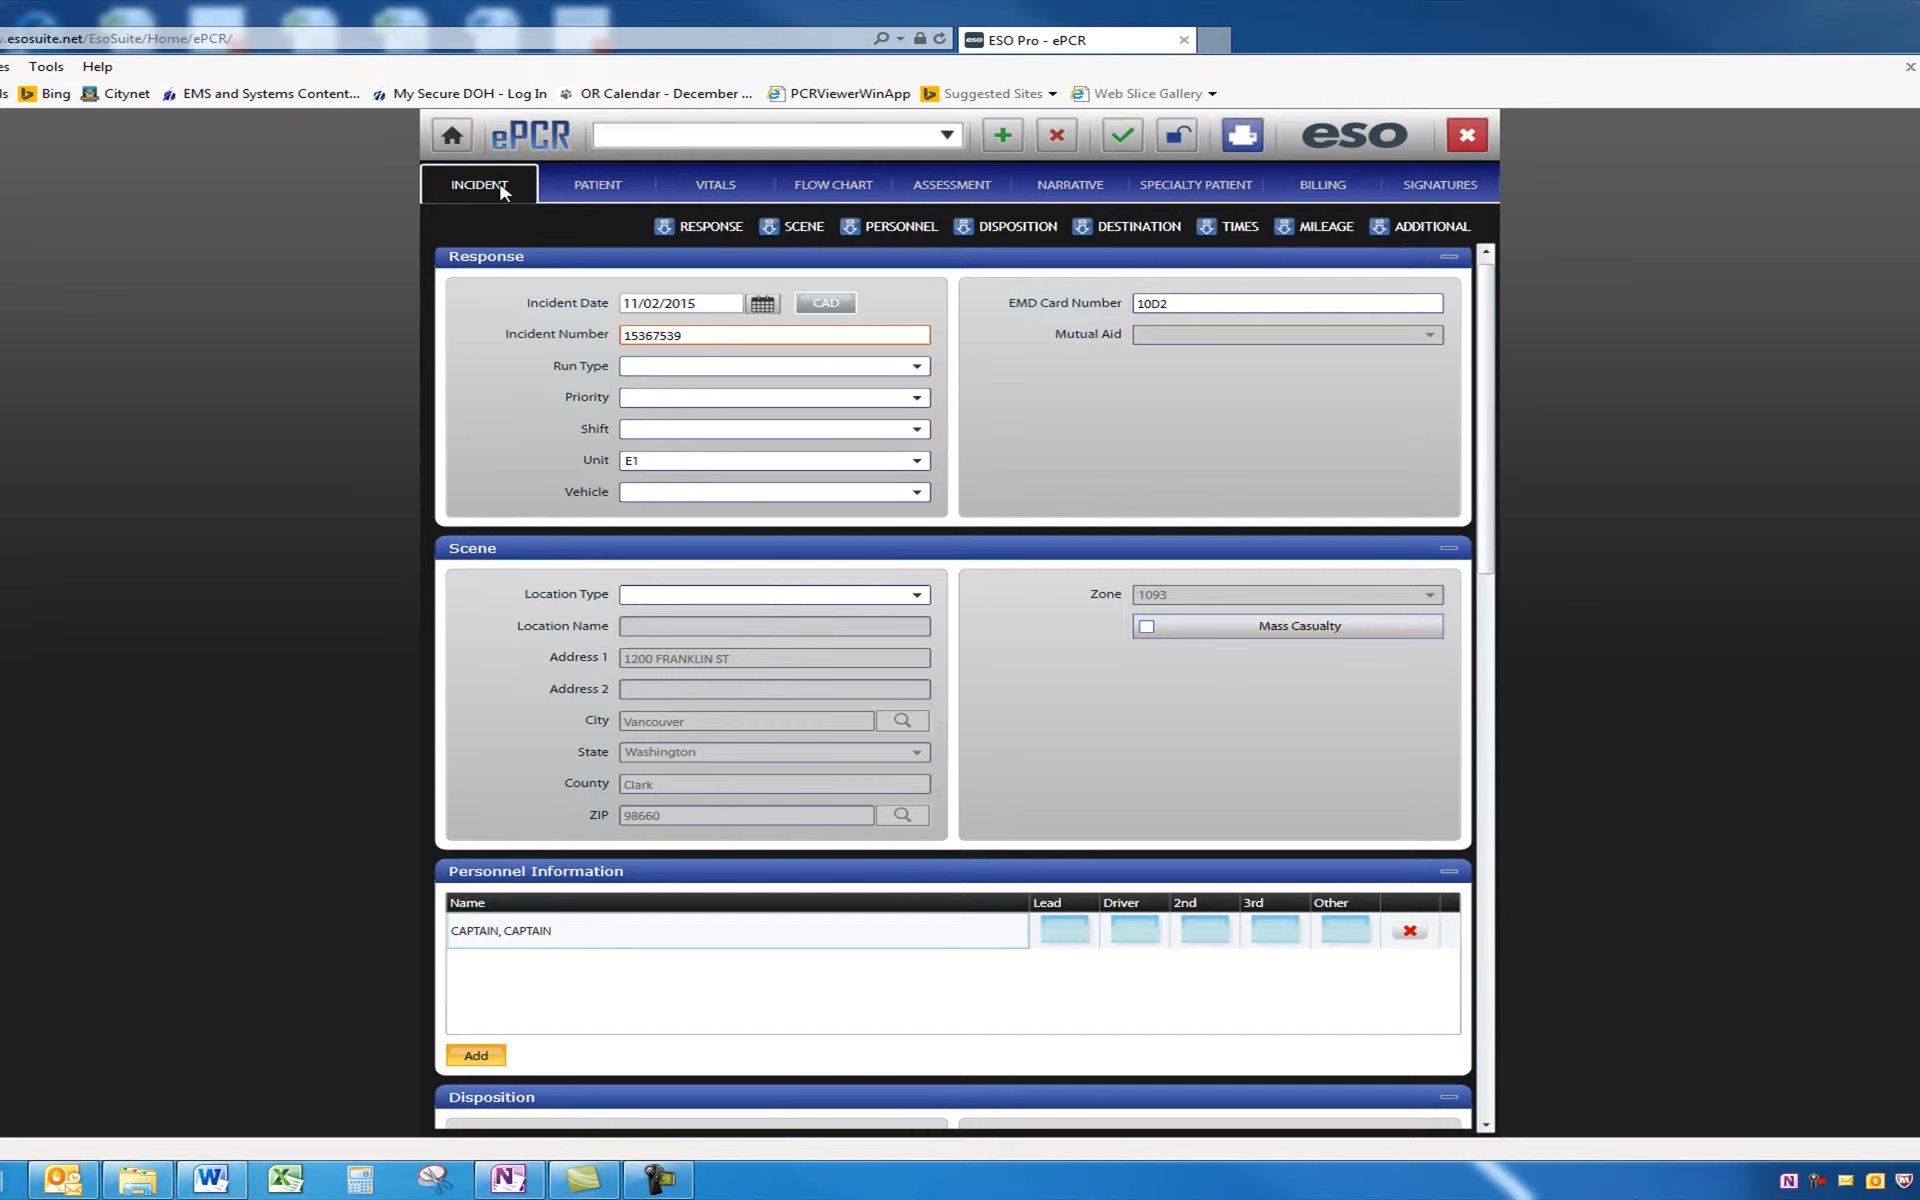 .esosuite.net/EsoSuite/Home/ePCR/
eso ESO Pro - ePCR
es Tools Help
ls Bing Citynet EMS and Systems Content... My Secure DOH - Log In OR Calendar - December ... PCRViewerWinApp Suggested Sites Web Slice Gallery
ePCR eso
INCIDENT PATIENT VITALS FLOW CHART ASSESSMENT NARRATIVE SPECIALTY PATIENT BILLING SIGNATURES
RESPONSE SCENE PERSONNEL DISPOSITION DESTINATION TIMES MILEAGE ADDITIONAL
Response
Incident Date 11/02/2015 CAD EMD Card Number 10D2
Incident Number 15367539 Mutual Aid
Run Type
Priority
Shift
Unit E1
Vehicle
Scene
Location Type Zone 1093
Location Name Mass Casualty
Address 1 1200 FRANKLIN ST
Address 2
City Vancouver
State Washington
County Clark
ZIP 98660
Personnel Information
Name Lead Driver 2nd 3rd Other
CAPTAIN, CAPTAIN
Add
Disposition